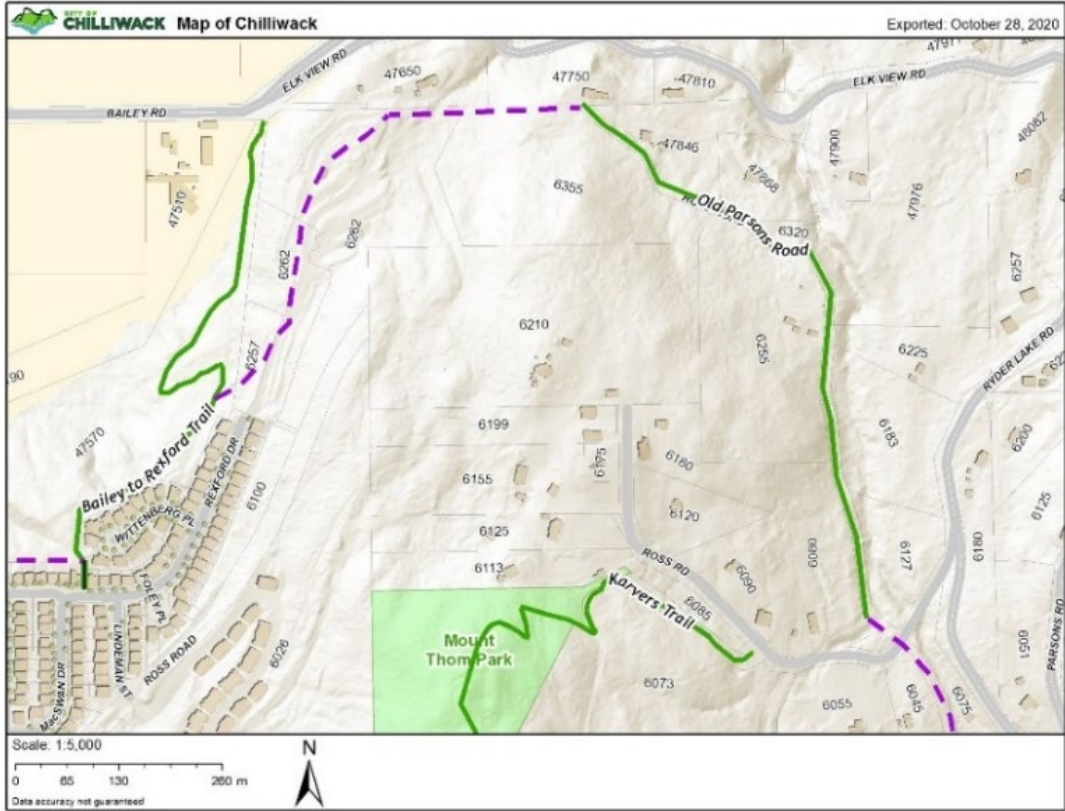 CITY OF
CHILLIWACK Map of Chilliwack
Exported: October 28, 2020
ELK VIEW RD
47650
47750
47810
ELK VIEW RD
BAILEY RD
47510
47846
47868
47900
48082
47976
6355
Old Parsons Road
6320
6262
6262
6257
6257
6210
6255
6225
RYDER LAKE RD
47570
Bailey to Rexford Trail
REXFORD DR
6199
6175
6180
6183
6200
6100
6155
6120
6125
WITTENBERG PL
6125
6113
ROSS RD
6080
6127
6180
6090
FOLEY PL
Karvers Trail
6085
Mount
Thom Park
LINDEMAN ST
ROSS ROAD
6026
6073
PARSONS RD
MacSWAN DR
6055
6045
6075
Scale: 1:5,000
N
0 65 130 260 m
Data accuracy not guaranteed